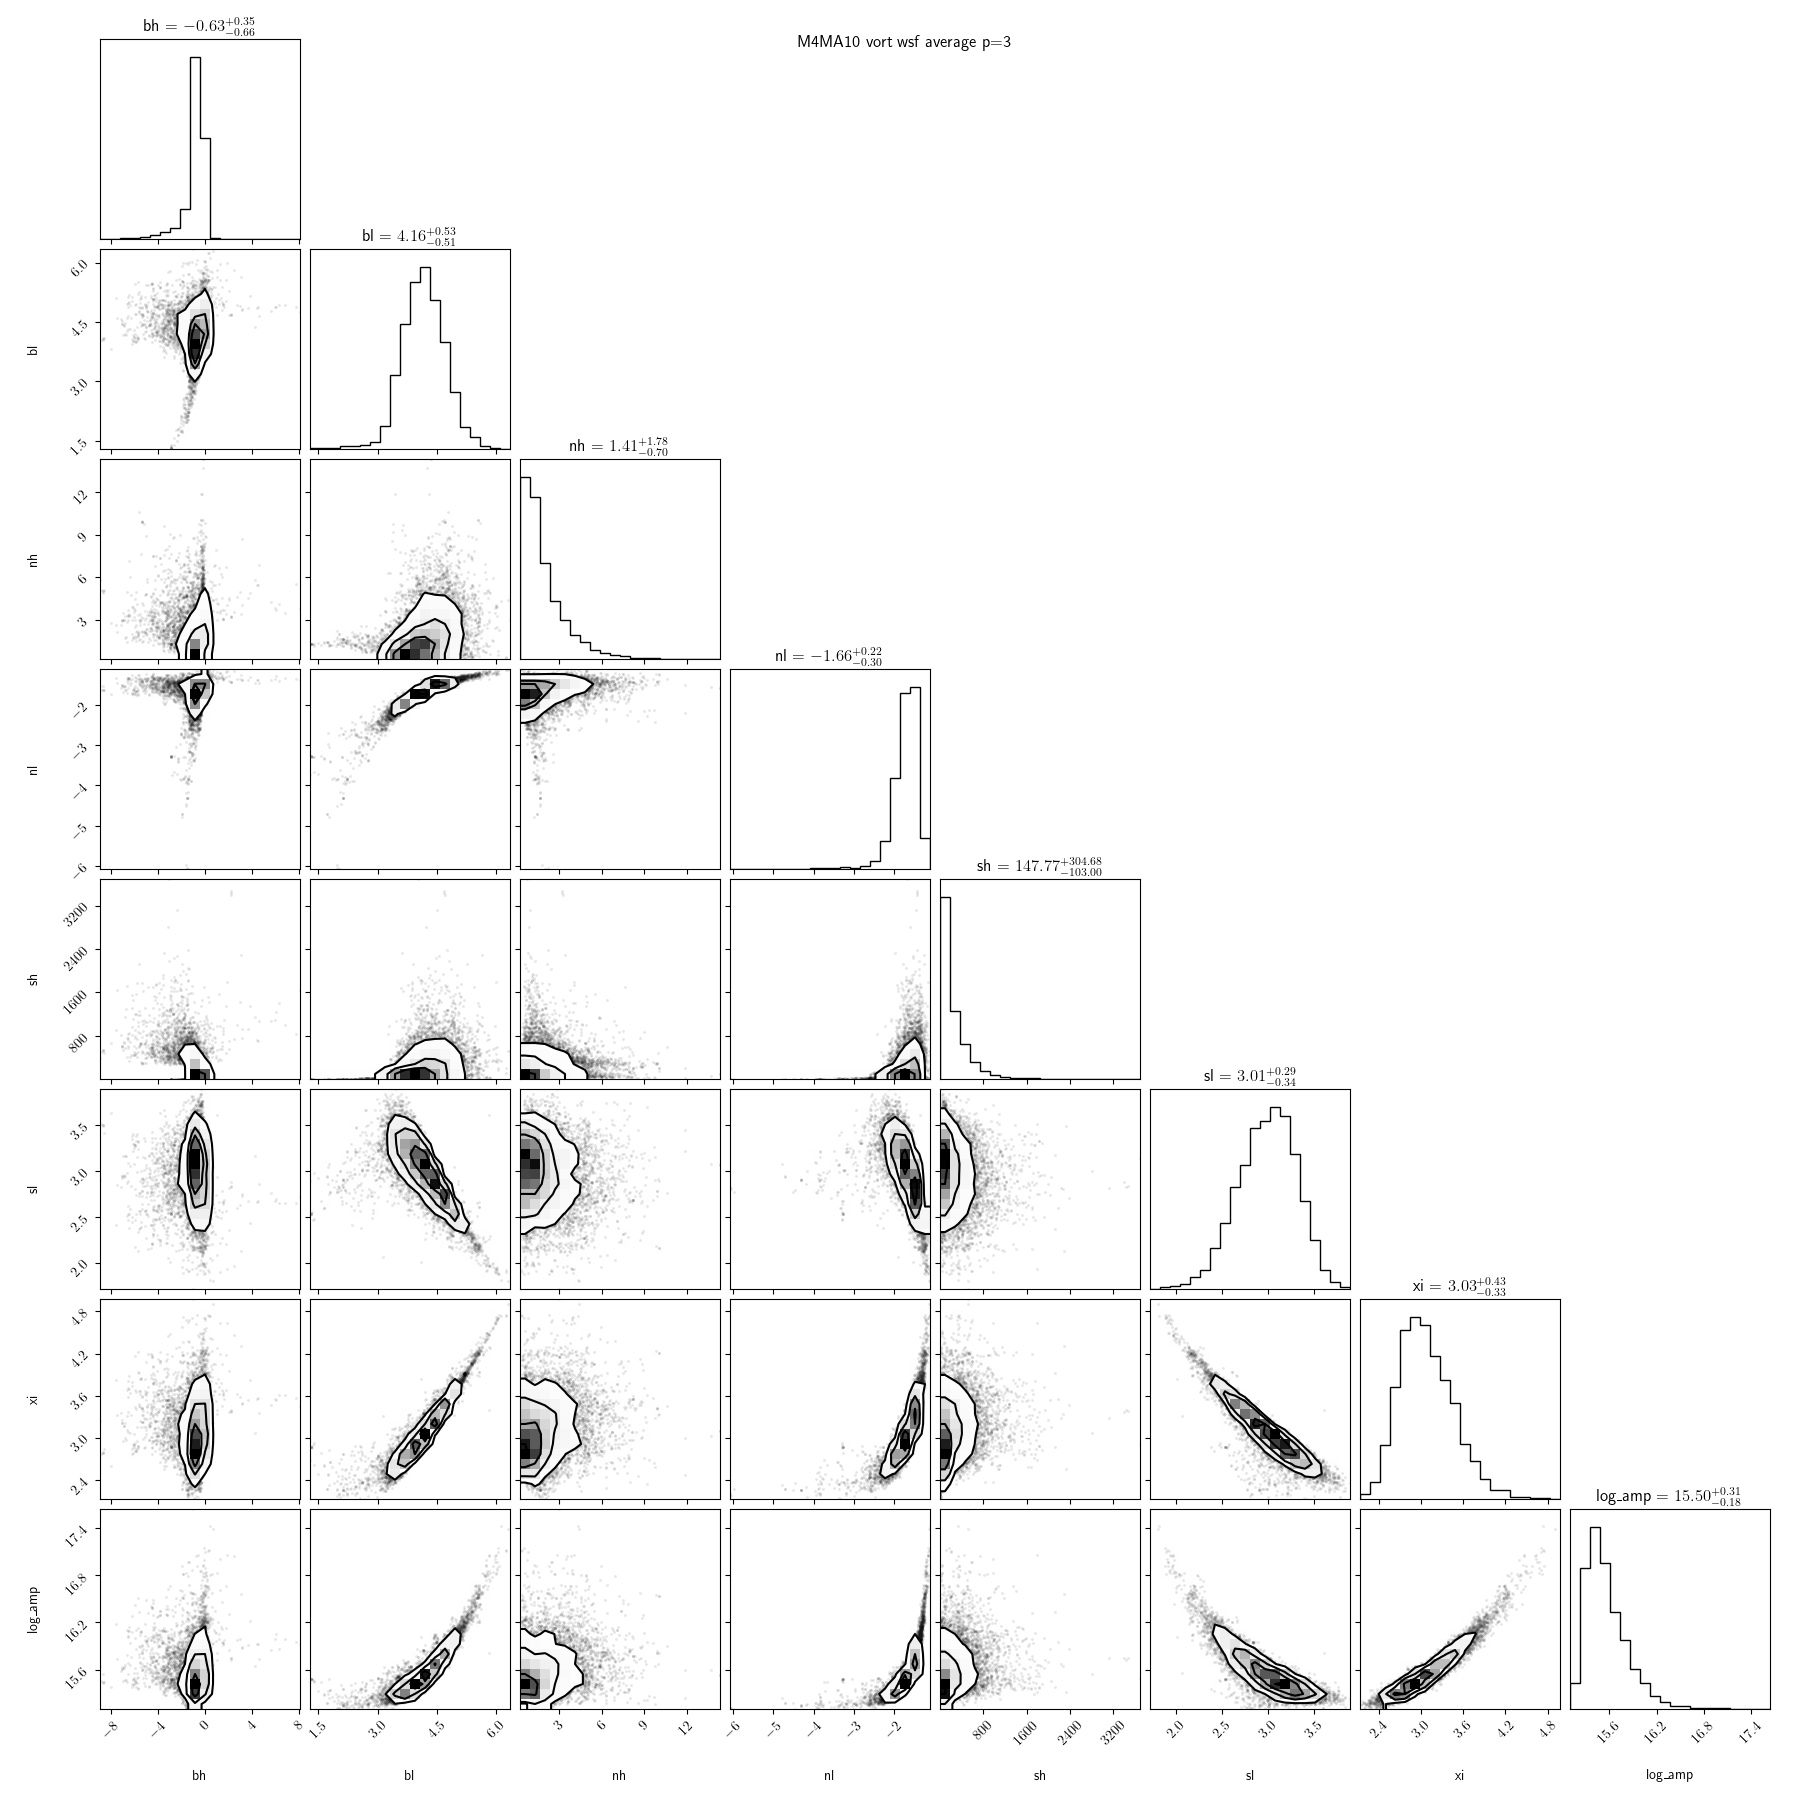 M4MA10 vort wsf average p=3
bh = −0.63+0.35−0.66
bl = 4.16+0.53−0.51
6.0
4.5
3.0
1.5
bl
nh = 1.41+1.78−0.70
12
9
6
3
nh
nl = −1.66+0.22−0.30
−2
−3
−4
−5
−6
nl
sh = 147.77+304.68−103.00
3200
2400
1600
800
sh
sl = 3.01+0.29−0.34
3.5
3.0
2.5
2.0
sl
xi = 3.03+0.43−0.33
4.8
4.2
3.6
3.0
2.4
xi
log_amp = 15.50+0.31−0.18
17.4
16.8
16.2
15.6
log_amp
−8 −4 0 4 8 1.5 3.0 4.5 6.0 3 6 9 12 −6 −5 −4 −3 −2 800 1600 2400 3200 2.0 2.5 3.0 3.5 2.4 3.0 3.6 4.2 4.8 15.6 16.2 16.8 17.4
bh bl nh nl sh sl xi log_amp